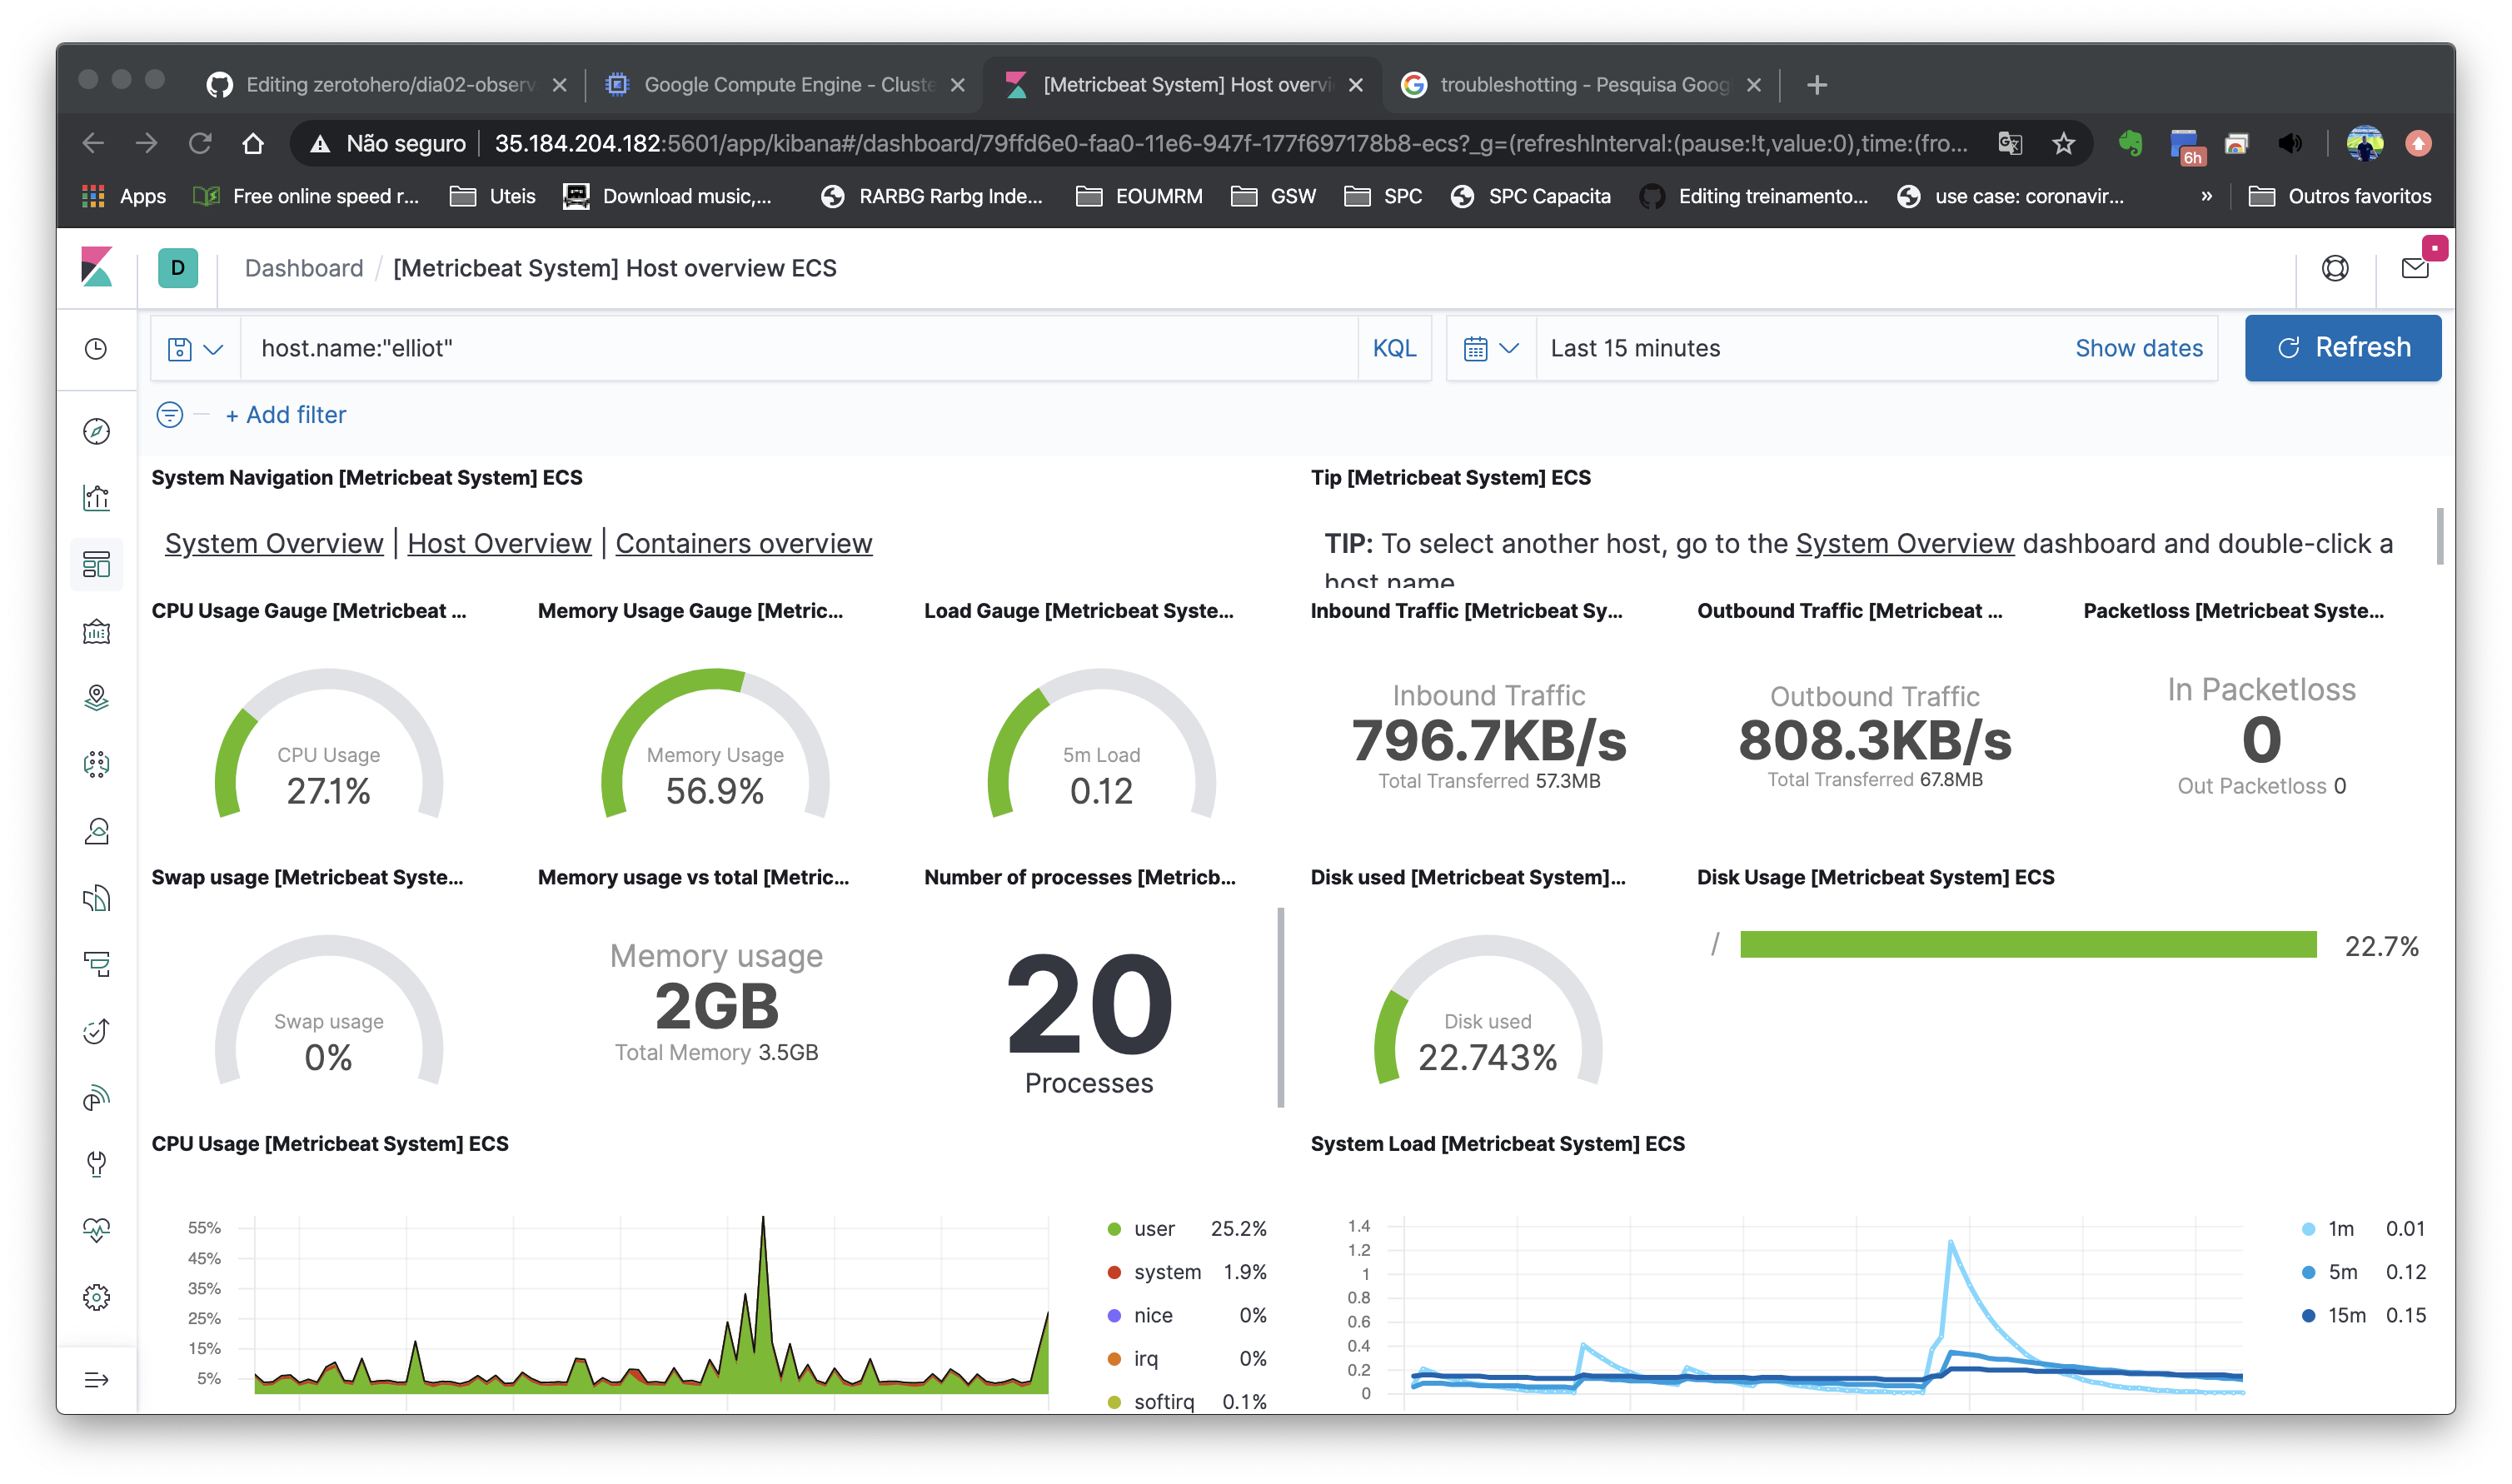 Editing zerotohero/dia02-observ
Google Compute Engine - Cluste
[Metricbeat System] Host overvi
troubleshotting - Pesquisa Goog
Não seguro 35.184.204.182:5601/app/kibana#/dashboard/79ffd6e0-faa0-11e6-947f-177f697178b8-ecs?_g=(refreshInterval:(pause:!t,value:0),time:(fro...
6h
Apps Free online speed r... Uteis Download music,... RARBG Rarbg Inde... EOUMRM GSW SPC SPC Capacita Editing treinamento... use case: coronavir... » Outros favoritos
D Dashboard / [Metricbeat System] Host overview ECS
host.name:"elliot" KQL Last 15 minutes Show dates Refresh
+ Add filter
System Navigation [Metricbeat System] ECS
System Overview | Host Overview | Containers overview
Tip [Metricbeat System] ECS
TIP: To select another host, go to the System Overview dashboard and double-click a
host name
CPU Usage Gauge [Metricbeat ...
CPU Usage
27.1%
Memory Usage Gauge [Metric...
Memory Usage
56.9%
Load Gauge [Metricbeat Syste...
5m Load
0.12
Inbound Traffic [Metricbeat Sy...
Inbound Traffic
796.7KB/s
Total Transferred 57.3MB
Outbound Traffic [Metricbeat ...
Outbound Traffic
808.3KB/s
Total Transferred 67.8MB
Packetloss [Metricbeat Syste...
In Packetloss
0
Out Packetloss 0
Swap usage [Metricbeat Syste...
Swap usage
0%
Memory usage vs total [Metric...
Memory usage
2GB
Total Memory 3.5GB
Number of processes [Metricb...
20
Processes
Disk used [Metricbeat System]...
Disk used
22.743%
Disk Usage [Metricbeat System] ECS
/ 22.7%
CPU Usage [Metricbeat System] ECS
55%
45%
35%
25%
15%
5%
user 25.2%
system 1.9%
nice 0%
irq 0%
softirq 0.1%
System Load [Metricbeat System] ECS
1.4
1.2
1
0.8
0.6
0.4
0.2
0
1m 0.01
5m 0.12
15m 0.15